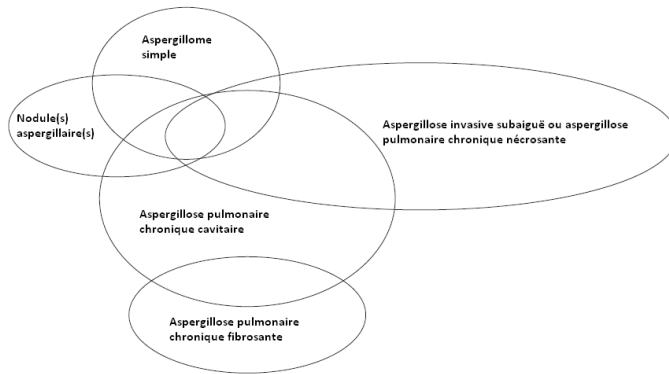 Aspergillome
simple
Nodule(s)
aspergillaire(s)
Aspergillose invasive subaiguë ou aspergillose
pulmonaire chronique nécrosante
Aspergillose pulmonaire
chronique cavitaire
Aspergillose pulmonaire
chronique fibrosante